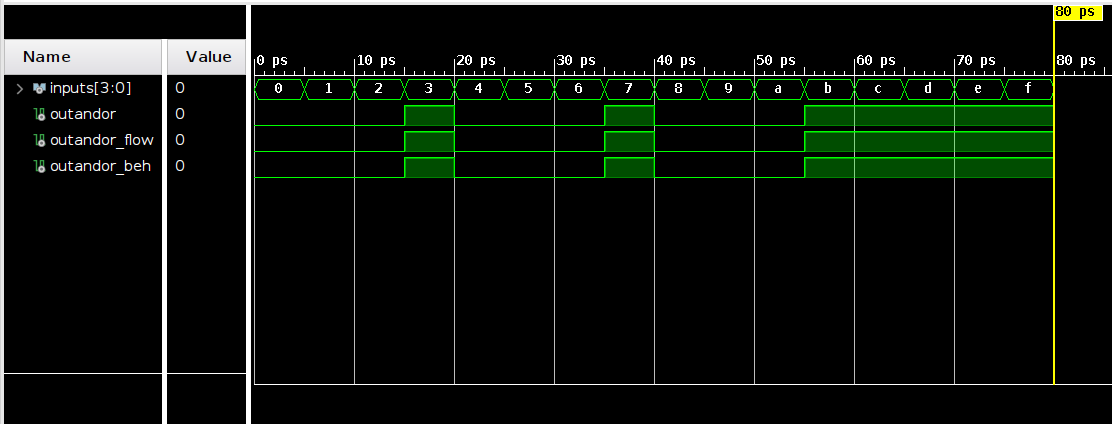 80 ps
Name Value
0 ps 10 ps 20 ps 30 ps 40 ps 50 ps 60 ps 70 ps 80 ps
inputs[3:0] 0 0 1 2 3 4 5 6 7 8 9 a b c d e f
outandor 0
outandor_flow 0
outandor_beh 0